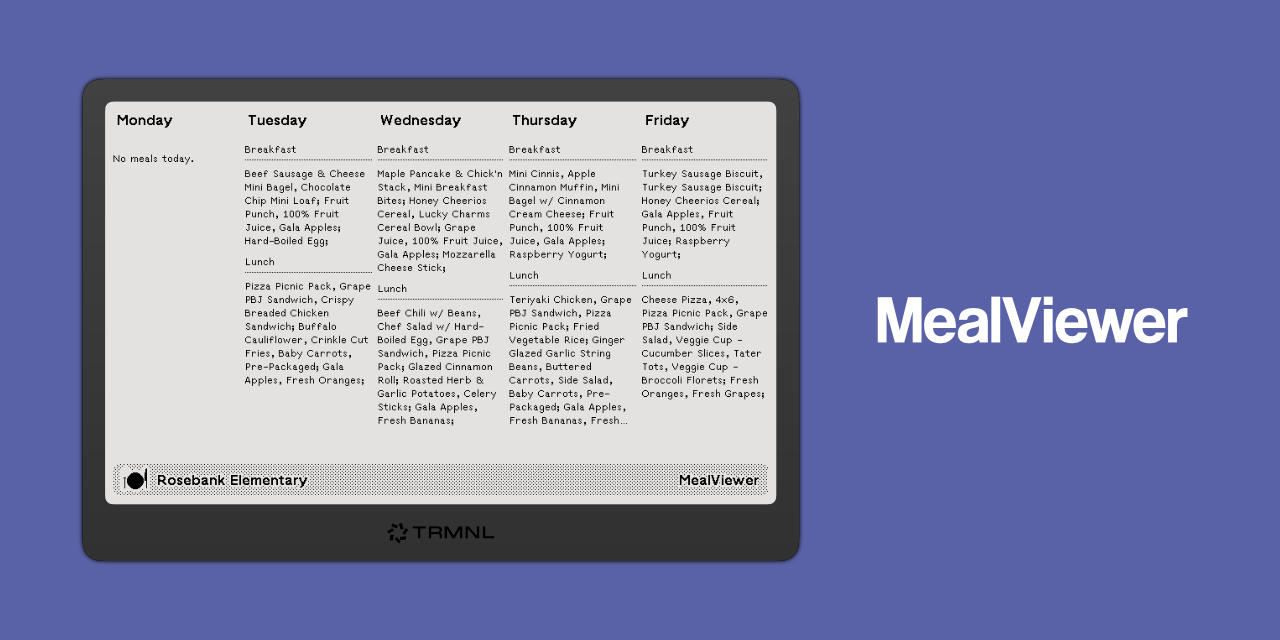 Monday
No meals today.
Tuesday
Breakfast
Beef Sausage & Cheese
Mini Bagel, Chocolate
Chip Mini Loaf; Fruit
Punch, 100% Fruit
Juice, Gala Apples;
Hard-Boiled Egg;
Lunch
Pizza Picnic Pack, Grape
PBJ Sandwich, Crispy
Breaded Chicken
Sandwich; Buffalo
Cauliflower, Crinkle Cut
Fries, Baby Carrots,
Pre-Packaged; Gala
Apples, Fresh Oranges;
Wednesday
Breakfast
Maple Pancake & Chick'n
Stack, Mini Breakfast
Bites; Honey Cheerios
Cereal, Lucky Charms
Cereal Bowl; Grape
Juice, 100% Fruit Juice,
Gala Apples; Mozzarella
Cheese Stick;
Lunch
Beef Chili w/ Beans,
Chef Salad w/ Hard-
Boiled Egg, Grape PBJ
Sandwich, Pizza Picnic
Pack; Glazed Cinnamon
Roll; Roasted Herb &
Garlic Potatoes, Celery
Sticks; Gala Apples,
Fresh Bananas;
Thursday
Breakfast
Mini Cinnis, Apple
Cinnamon Muffin, Mini
Bagel w/ Cinnamon
Cream Cheese; Fruit
Punch, 100% Fruit
Juice, Gala Apples;
Raspberry Yogurt;
Lunch
Teriyaki Chicken, Grape
PBJ Sandwich, Pizza
Picnic Pack; Fried
Vegetable Rice; Ginger
Glazed Garlic String
Beans, Buttered
Carrots, Side Salad,
Baby Carrots, Pre-
Packaged; Gala Apples,
Fresh Bananas, Fresh...
Friday
Breakfast
Turkey Sausage Biscuit,
Turkey Sausage Biscuit;
Honey Cheerios Cereal;
Gala Apples, Fruit
Punch, 100% Fruit
Juice; Raspberry
Yogurt;
Lunch
Cheese Pizza, 4x6,
Pizza Picnic Pack, Grape
PBJ Sandwich; Side
Salad, Veggie Cup -
Cucumber Slices, Tater
Tots, Veggie Cup -
Broccoli Florets; Fresh
Oranges, Fresh Grapes;
Rosebank Elementary
MealViewer
TRMNL
MealViewer